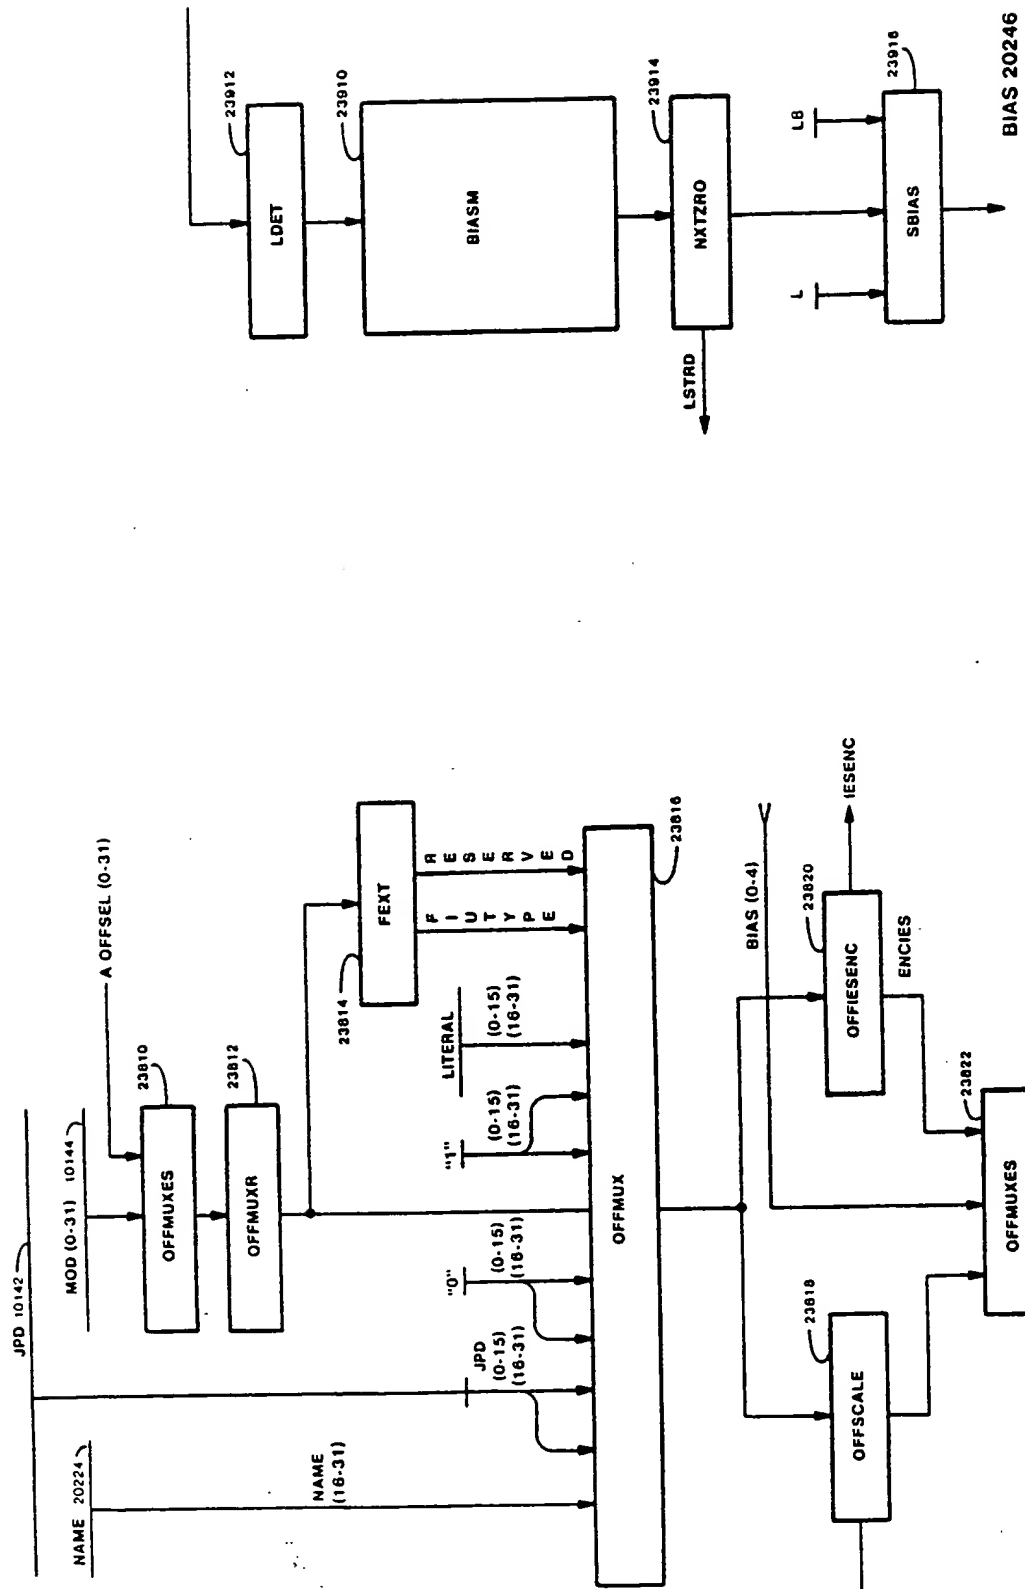 JPD 10142
MOD (0-31) 10144
A OFFSEL (0-31)
NAME 20224
23810
OFFMUXES
23812
OFFMUXR
23814
FEXT
FIUTYPE
RESERVED
NAME
(16-31)
JPD
(0-15)
(16-31)
"0"
(0-15)
(16-31)
"1"
(0-15)
(16-31)
LITERAL
(0-15)
(16-31)
OFFMUX
23816
BIAS (0-4)
23818
OFFSCALE
23820
OFFIESENC
IESENC
ENCIES
23822
OFFMUXES
23912
LDET
23910
BIASM
23914
NXTZRO
LSTRD
L
LB
23916
SBIAS
BIAS 20246